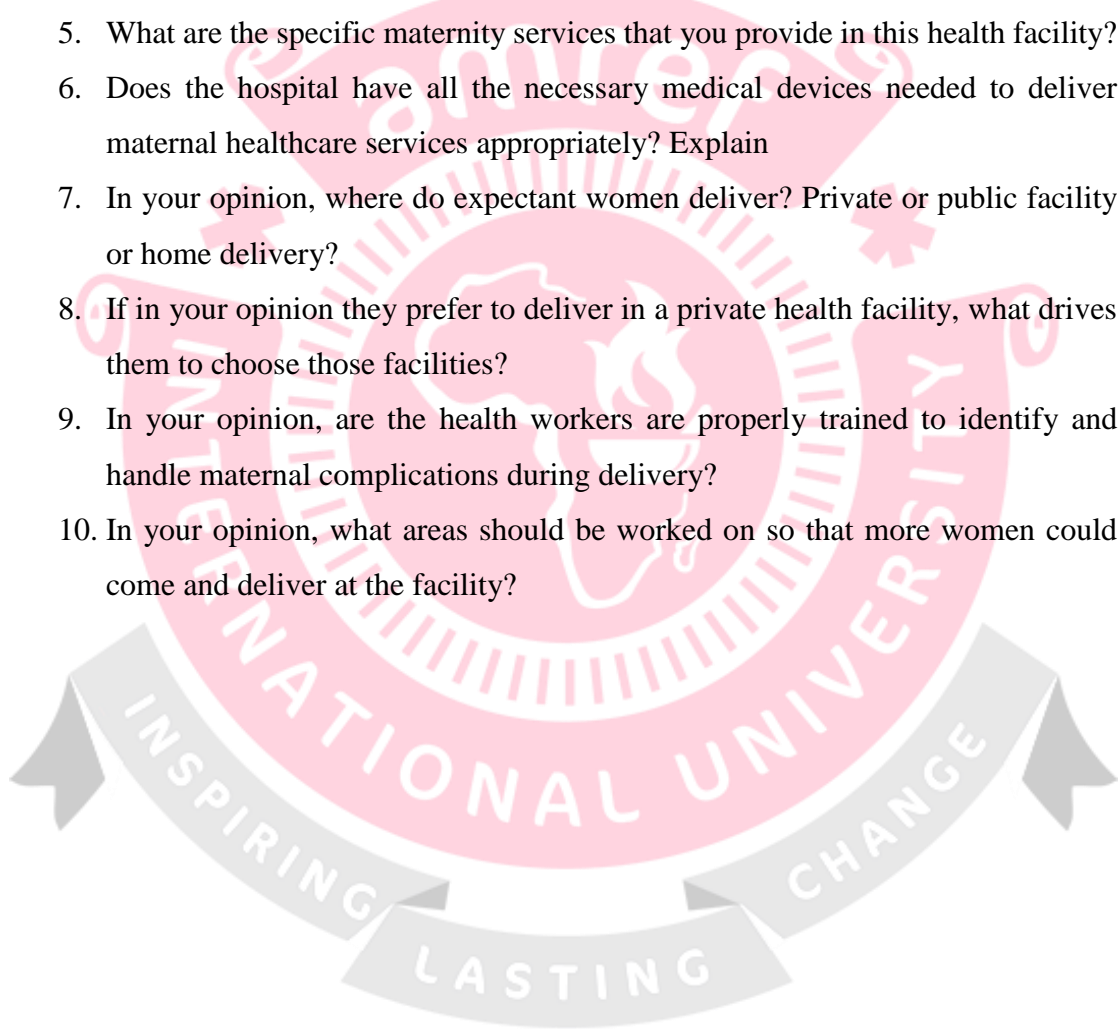 5. What are the specific maternity services that you provide in this health facility?
6. Does the hospital have all the necessary medical devices needed to deliver
maternal healthcare services appropriately? Explain
7. In your opinion, where do expectant women deliver? Private or public facility
or home delivery?
8. If in your opinion they prefer to deliver in a private health facility, what drives
them to choose those facilities?
9. In your opinion, are the health workers are properly trained to identify and
handle maternal complications during delivery?
10. In your opinion, what areas should be worked on so that more women could
come and deliver at the facility?
amref
INTERNATIONAL UNIVERSITY
INSPIRING LASTING CHANGE